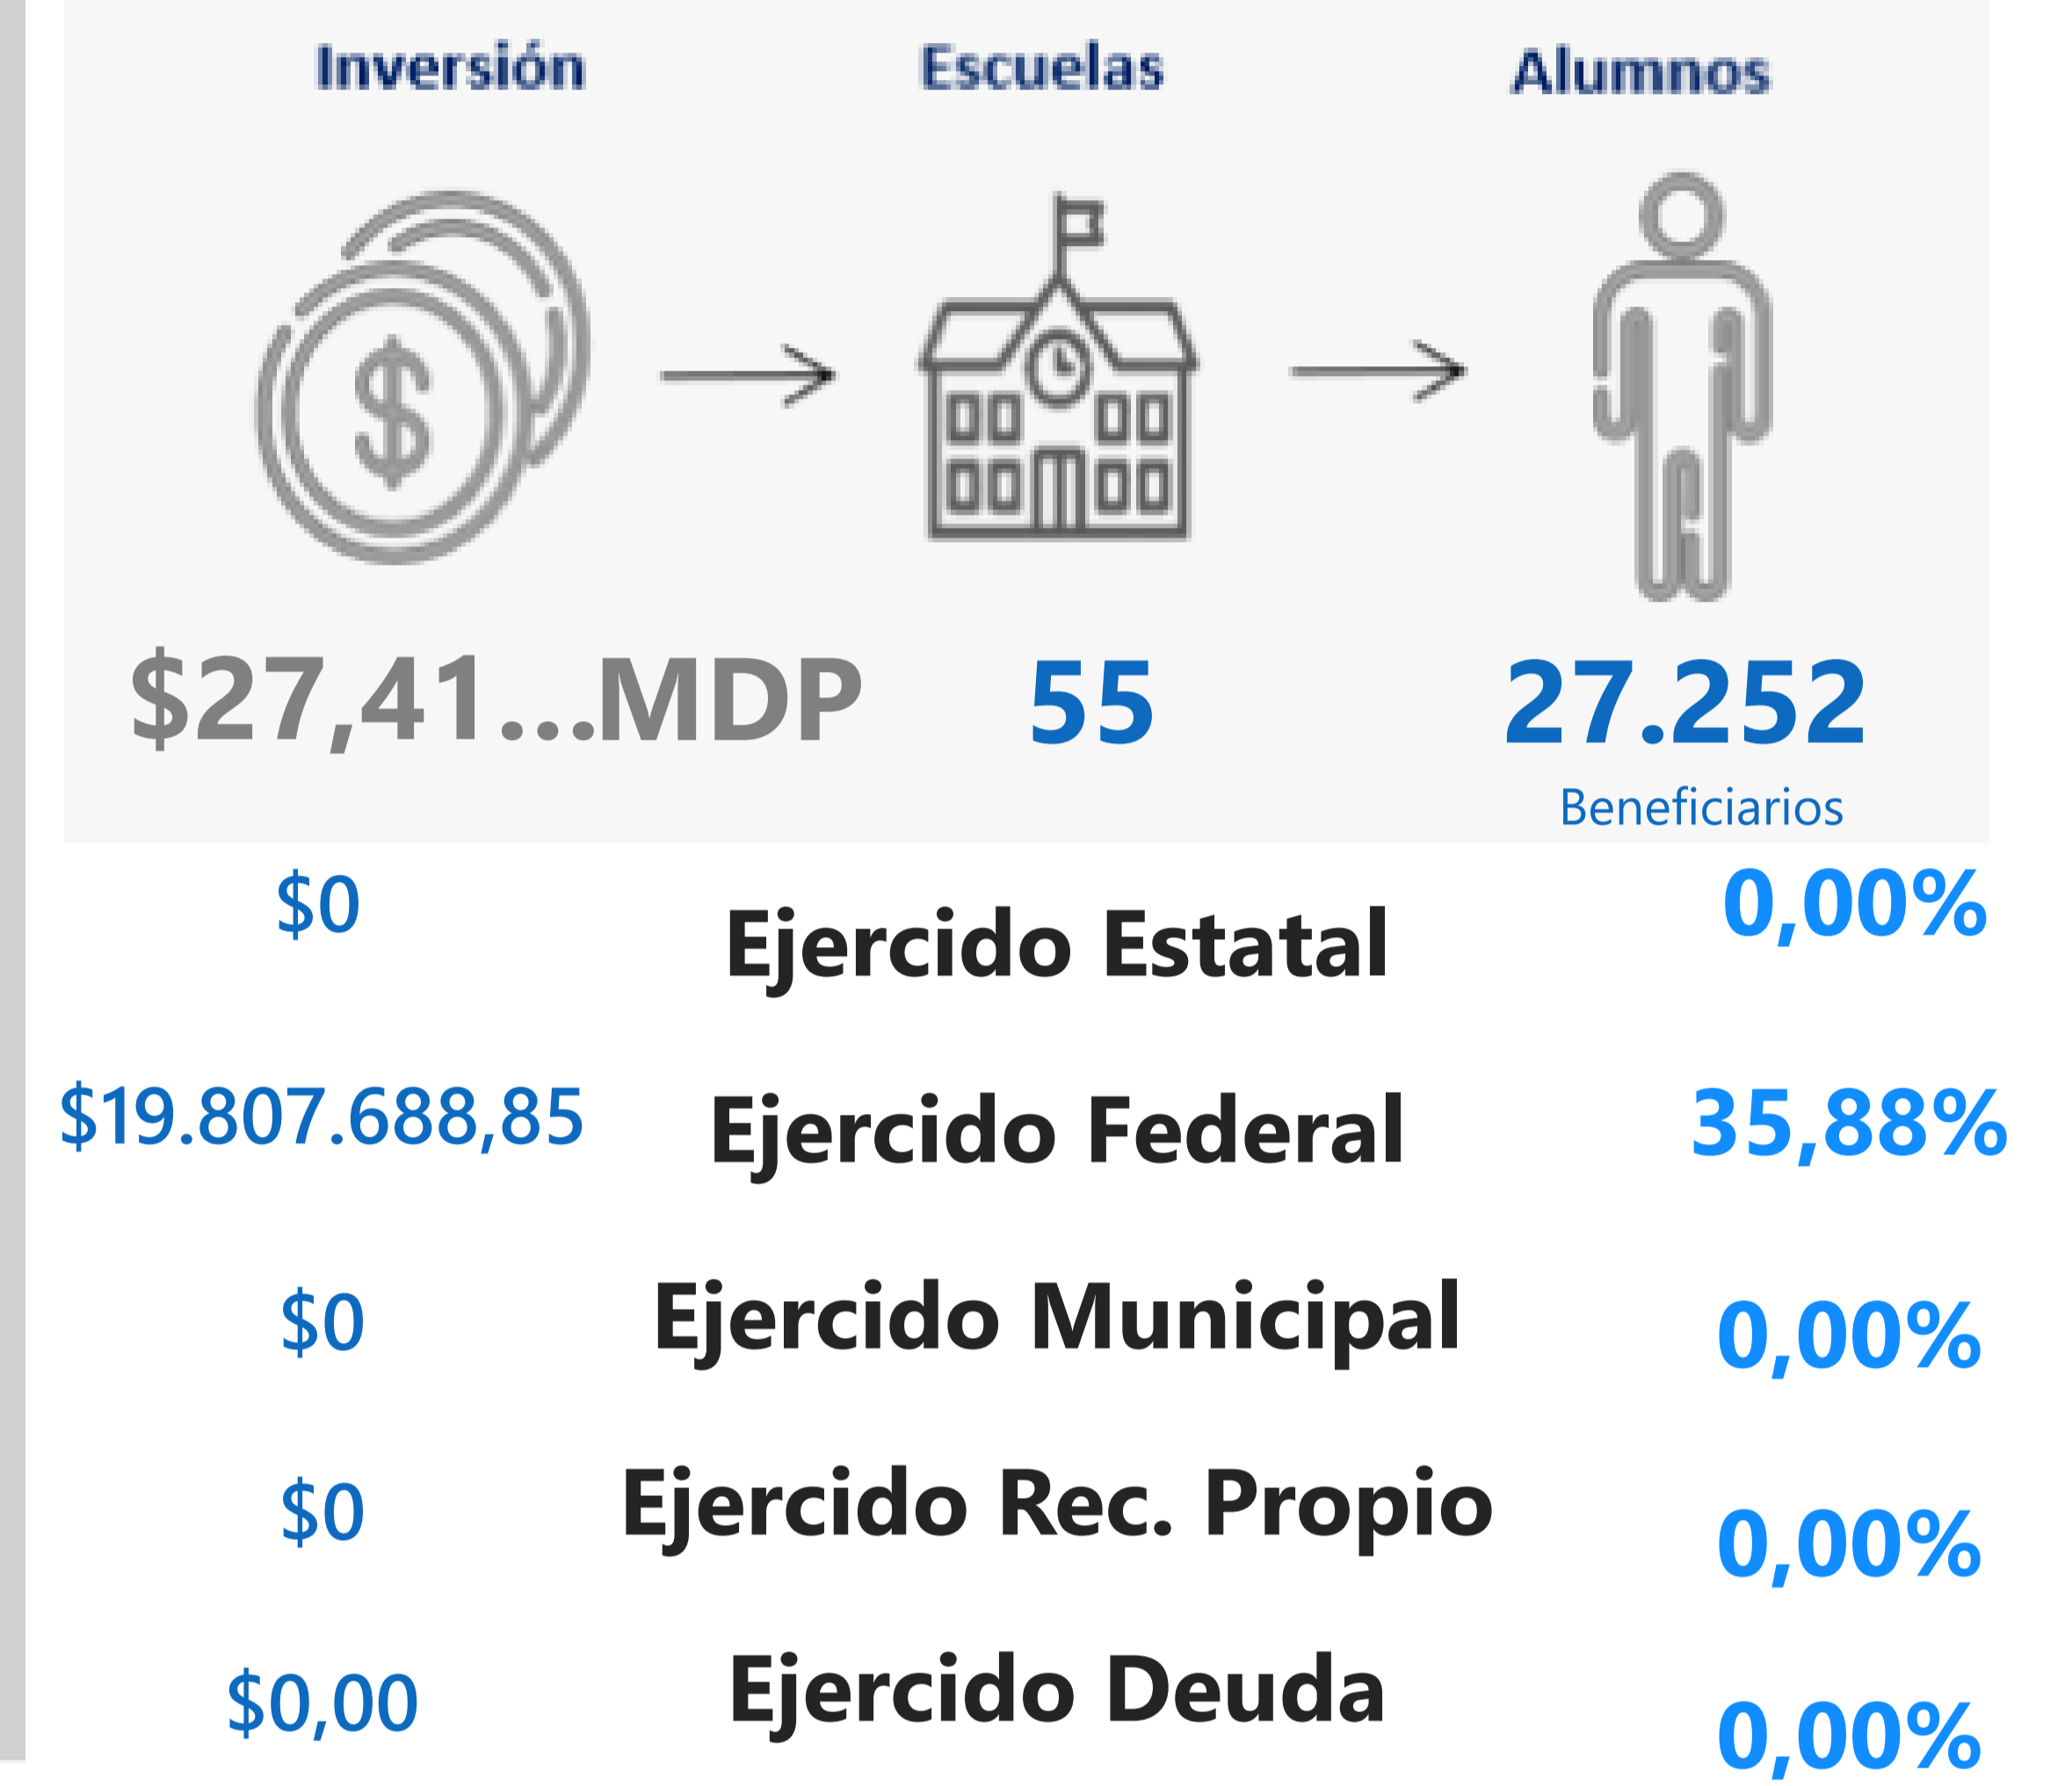 Inversión Escuelas Alumnos
$27,41...MDP 55 27.252
Beneficiarios
$0 Ejercido Estatal 0,00%
$19.807.688,85 Ejercido Federal 35,88%
$0 Ejercido Municipal 0,00%
$0 Ejercido Rec. Propio 0,00%
$0,00 Ejercido Deuda 0,00%